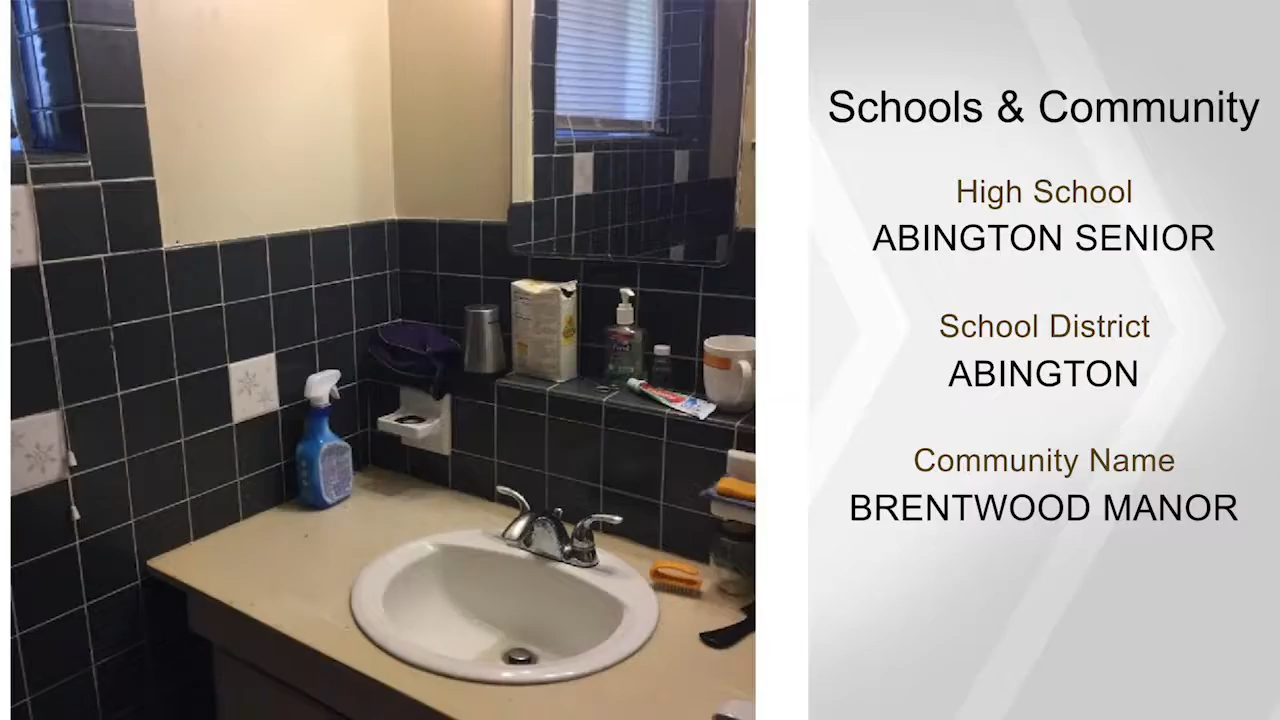 Schools & Community
High School
ABINGTON SENIOR
School District
ABINGTON
Community Name
BRENTWOOD MANOR